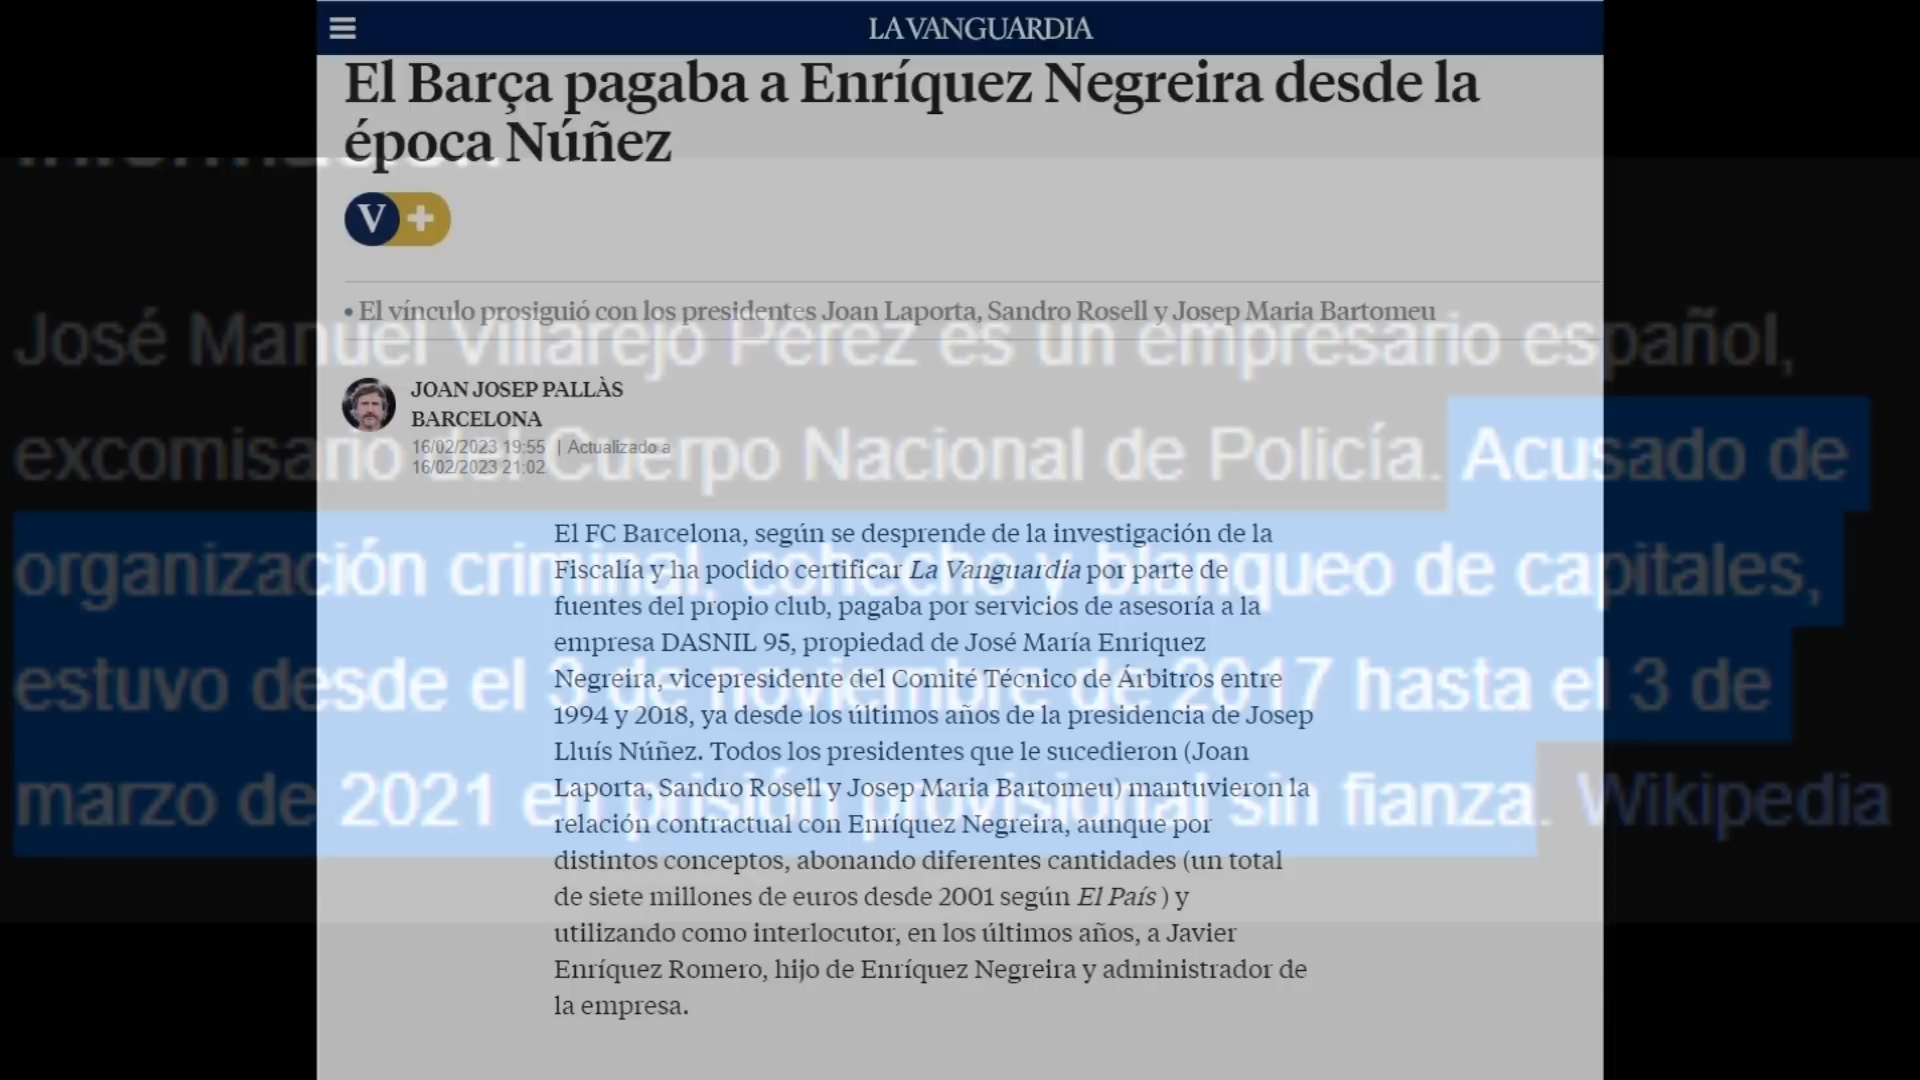 LA VANGUARDIA
El Barça pagaba a Enríquez Negreira desde la
época Núñez
V+
• El vínculo prosiguió con los presidentes Joan Laporta, Sandro Rosell y Josep Maria Bartomeu
JOAN JOSEP PALLÀS
BARCELONA
16/02/2023 19:55 | Actualizado a
16/02/2023 21:02
El FC Barcelona, según se desprende de la investigación de la
Fiscalía y ha podido certificar La Vanguardia por parte de
fuentes del propio club, pagaba por servicios de asesoría a la
empresa DASNIL 95, propiedad de José María Enriquez
Negreira, vicepresidente del Comité Técnico de Árbitros entre
1994 y 2018, ya desde los últimos años de la presidencia de Josep
Lluís Núñez. Todos los presidentes que le sucedieron (Joan
Laporta, Sandro Rosell y Josep Maria Bartomeu) mantuvieron la
relación contractual con Enríquez Negreira, aunque por
distintos conceptos, abonando diferentes cantidades (un total
de siete millones de euros desde 2001 según El País ) y
utilizando como interlocutor, en los últimos años, a Javier
Enríquez Romero, hijo de Enríquez Negreira y administrador de
la empresa.
José Manuel Villarejo Pérez es un empresario español,
excomisario del Cuerpo Nacional de Policía. Acusado de
organización criminal, cohecho y blanqueo de capitales,
estuvo desde el 3 de noviembre de 2017 hasta el 3 de
marzo de 2021 en prisión provisional sin fianza. Wikipedia